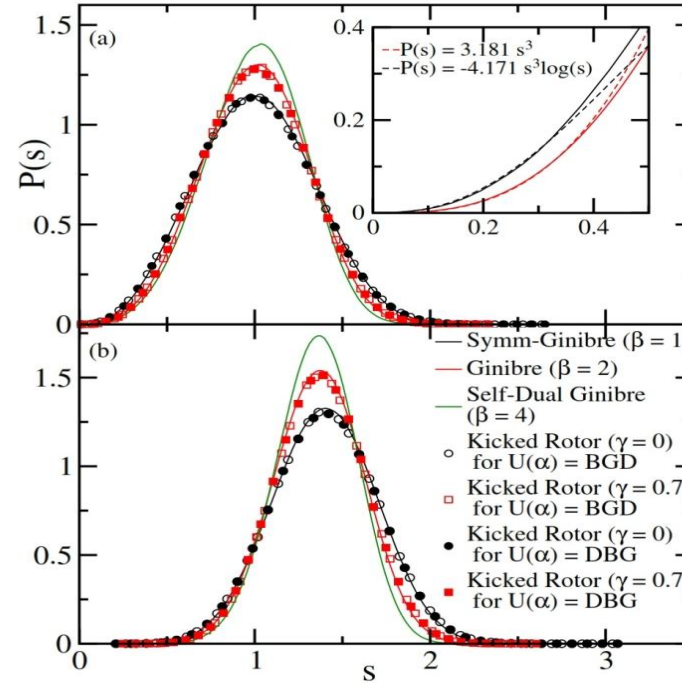 (a)
P(s) = 3.181 s³
P(s) = -4.171 s³log(s)
0.4
0.2
0
0.2
0.4
1.5
1
0.5
0
P(s)
(b)
1.5
1
0.5
0
0
1
2
3
s
Symm-Ginibre (β = 1
Ginibre (β = 2)
Self-Dual Ginibre
(β = 4)
Kicked Rotor (γ = 0)
for U(α) = BGD
Kicked Rotor (γ = 0.7
for U(α) = BGD
Kicked Rotor (γ = 0)
for U(α) = DBG
Kicked Rotor (γ = 0.7
for U(α) = DBG